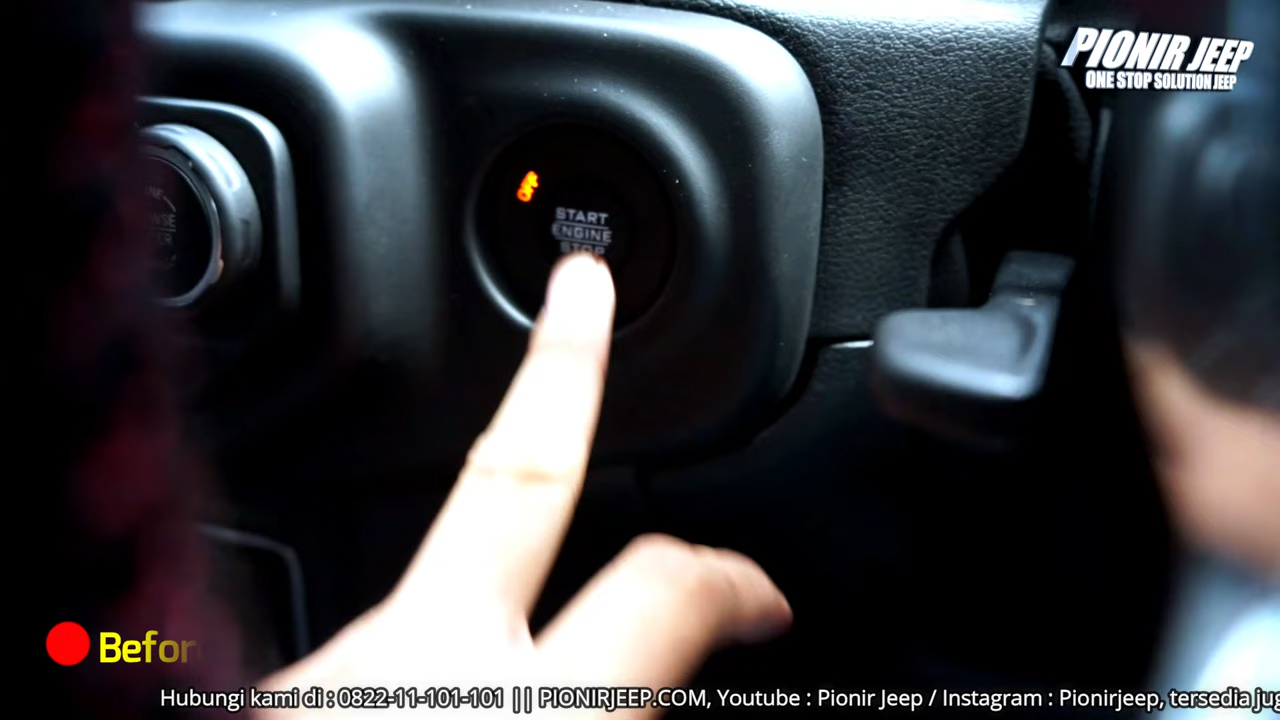 PIONIR JEEP
ONE STOP SOLUTION JEEP
START
ENGINE
STOP
Befor
Hubungi kami di : 0822-11-101-101 || PIONIRJEEP.COM, Youtube : Pionir Jeep / Instagram : Pionirjeep, tersedia jug